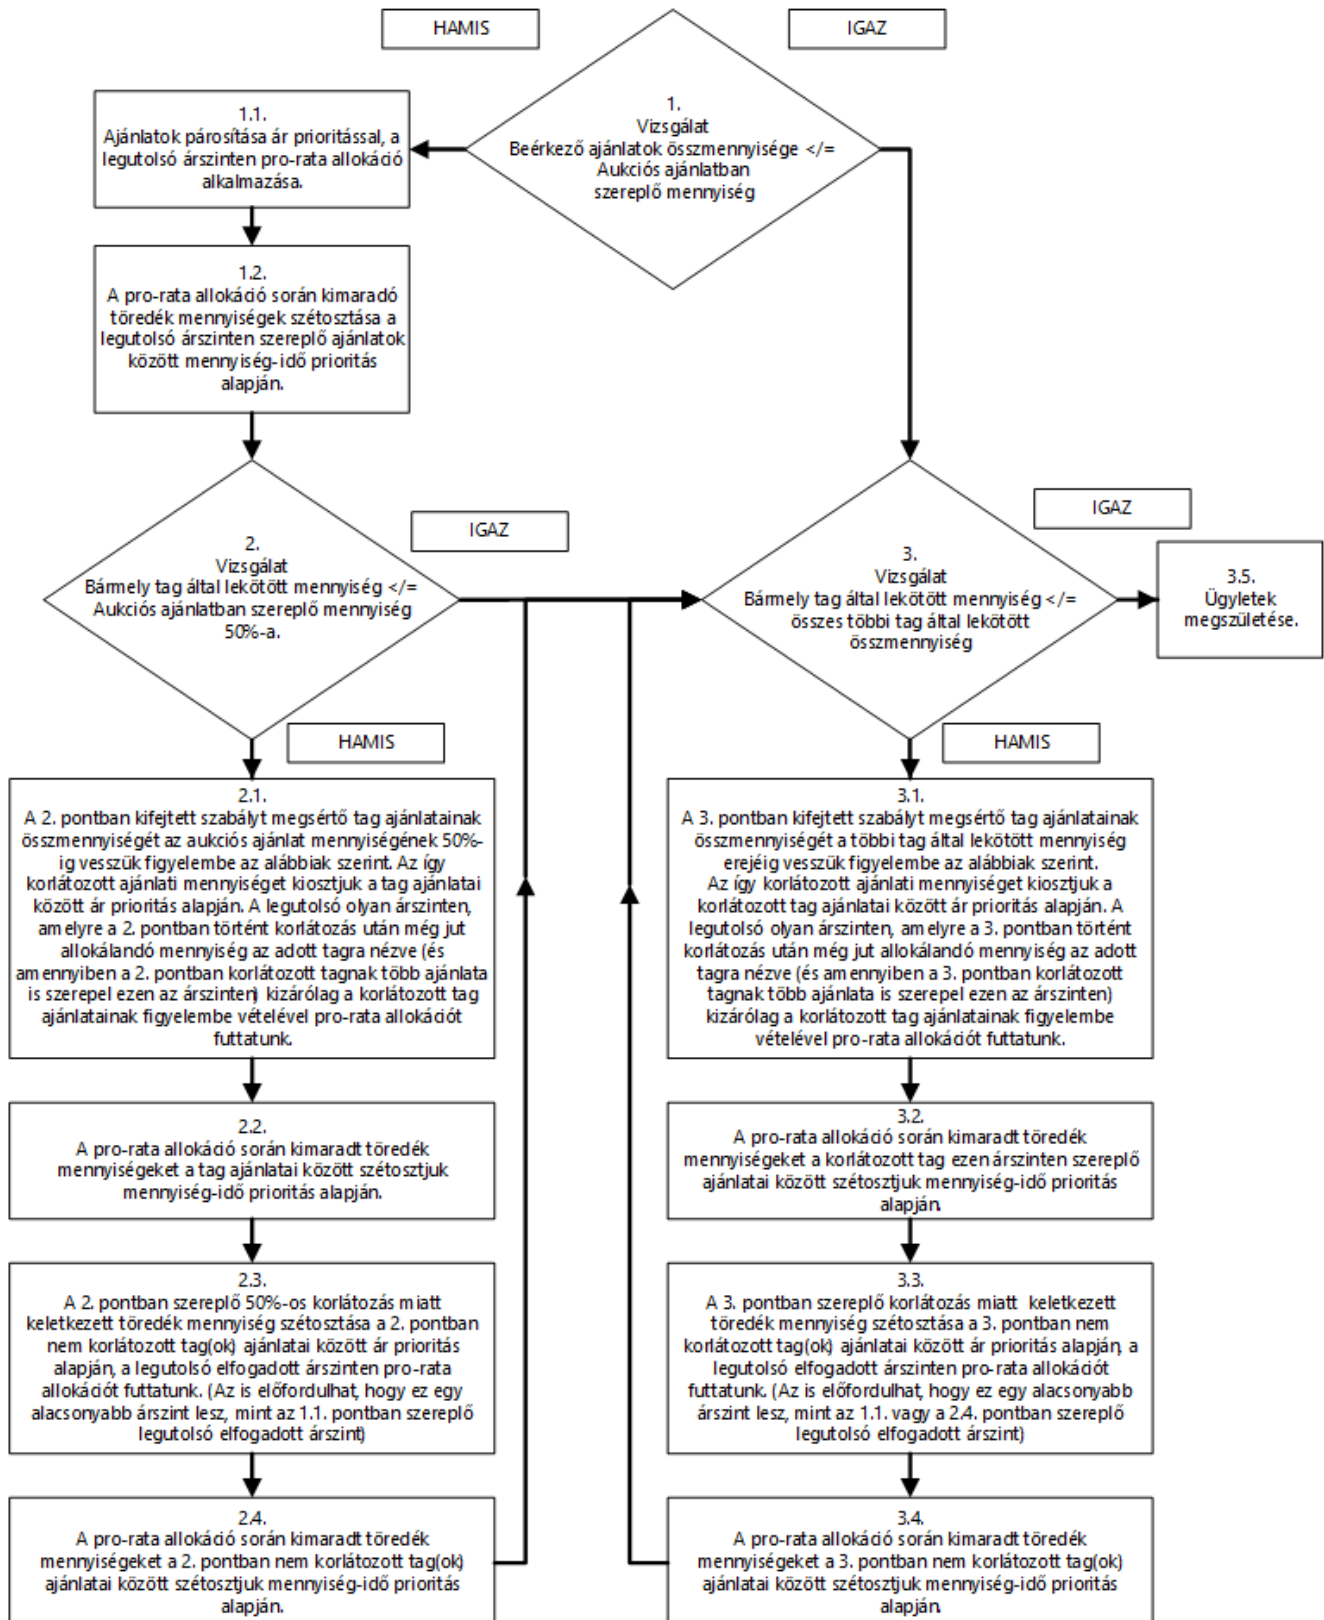 HAMIS
IGAZ
1.
Vizsgálat
Beérkező ajánlatok összmennyisége </=
Aukciós ajánlatban
szereplő mennyiség
1.1.
Ajánlatok párosítása ár prioritással, a
legutolsó árszinten pro-rata allokáció
alkalmazása.
1.2.
A pro-rata allokáció során kimaradó
töredék mennyiségek szétosztása a
legutolsó árszinten szereplő ajánlatok
között mennyiség-idő prioritás
alapján.
2.
Vizsgálat
Bármely tag által lekötött mennyiség </=
Aukciós ajánlatban szereplő mennyiség
50%-a.
IGAZ
3.
Vizsgálat
Bármely tag által lekötött mennyiség </=
összes többi tag által lekötött
összmennyiség
IGAZ
3.5.
Ügyletek
megszületése.
HAMIS
HAMIS
2.1.
A 2. pontban kifejtett szabályt megsértő tag ajánlatainak
összmennyiségét az aukciós ajánlat mennyiségének 50%-
ig vesszük figyelembe az alábbiak szerint. Az így
korlátozott ajánlati mennyiséget kiosztjuk a tag ajánlatai
között ár prioritás alapján. A legutolsó olyan árszinten,
amelyre a 2. pontban történt korlátozás után még jut
allokálandó mennyiség az adott tagra nézve (és
amennyiben a 2. pontban korlátozott tagnak több ajánlata
is szerepel ezen az árszinten) kizárólag a korlátozott tag
ajánlatainak figyelembe vételével pro-rata allokációt
futtatunk.
2.2.
A pro-rata allokáció során kimaradt töredék
mennyiségeket a tag ajánlatai között szétosztjuk
mennyiség-idő prioritás alapján.
2.3.
A 2. pontban szereplő 50%-os korlátozás miatt
keletkezett töredék mennyiség szétosztása a 2. pontban
nem korlátozott tag(ok) ajánlatai között ár prioritás
alapján, a legutolsó elfogadott árszinten pro-rata
allokációt futtatunk. (Az is előfordulhat, hogy ez egy
alacsonyabb árszint lesz, mint az 1.1. pontban szereplő
legutolsó elfogadott árszint)
2.4.
A pro-rata allokáció során kimaradt töredék
mennyiségeket a 2. pontban nem korlátozott tag(ok)
ajánlatai között szétosztjuk mennyiség-idő prioritás
alapján.
3.1.
A 3. pontban kifejtett szabályt megsértő tag ajánlatainak
összmennyiségét a többi tag által lekötött mennyiség
erejéig vesszük figyelembe az alábbiak szerint.
Az így korlátozott ajánlati mennyiséget kiosztjuk a
korlátozott tag ajánlatai között ár prioritás alapján. A
legutolsó olyan árszinten, amelyre a 3. pontban történt
korlátozás után még jut allokálandó mennyiség az adott
tagra nézve (és amennyiben a 3. pontban korlátozott
tagnak több ajánlata is szerepel ezen az árszinten)
kizárólag a korlátozott tag ajánlatainak figyelembe
vételével pro-rata allokációt futtatunk.
3.2.
A pro-rata allokáció során kimaradt töredék
mennyiségeket a korlátozott tag ezen árszinten szereplő
ajánlatai között szétosztjuk mennyiség-idő prioritás
alapján.
3.3.
A 3. pontban szereplő korlátozás miatt keletkezett
töredék mennyiség szétosztása a 3. pontban nem
korlátozott tag(ok) ajánlatai között ár prioritás alapján, a
legutolsó elfogadott árszinten pro-rata allokációt
futtatunk. (Az is előfordulhat, hogy ez egy alacsonyabb
árszint lesz, mint az 1.1. vagy a 2.4. pontban szereplő
legutolsó elfogadott árszint)
3.4.
A pro-rata allokáció során kimaradt töredék
mennyiségeket a 3. pontban nem korlátozott tag(ok)
ajánlatai között szétosztjuk mennyiség-idő prioritás
alapján.